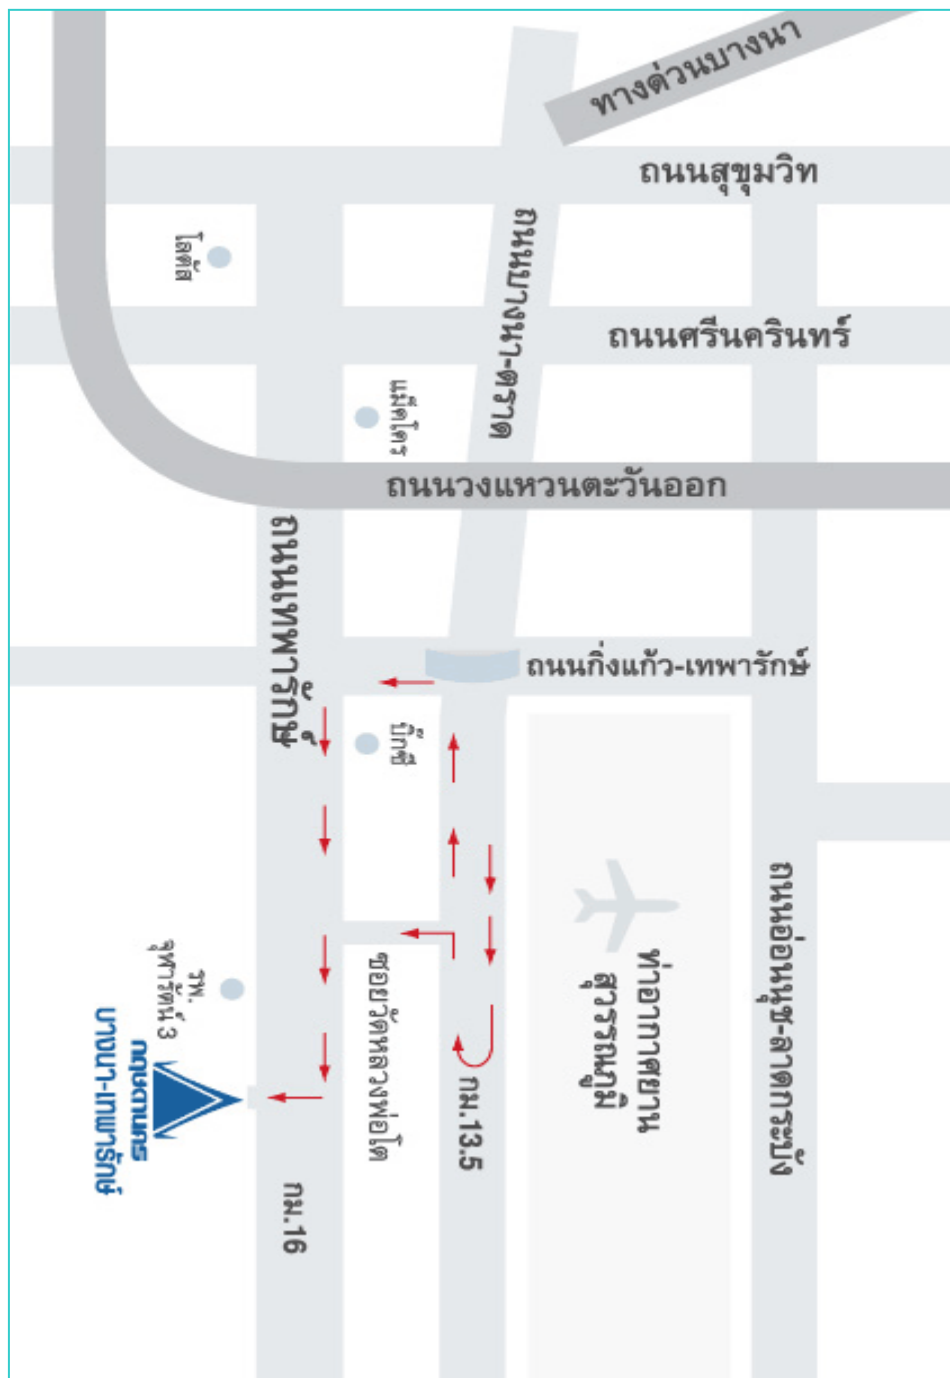 ทางด่วนบางนา
ถนนสุขุมวิท
โลตัส
ถนนบางนา-ตราด
ถนนศรีนครินทร์
แม็คโคร
ถนนวงแหวนตะวันออก
ถนนเทพารักษ์
ถนนกิ่งแก้ว-เทพารักษ์
บิ๊กซี
ท่าอากาศยาน
สุวรรณภูมิ
ถนนอ่อนนุช-ลาดกระบัง
ซอยวัดหลวงพ่อโต
กม.13.5
รพ.
จุฬารัตน์ 3
กฤษดานคร
บางนา-เทพารักษ์
กม.16